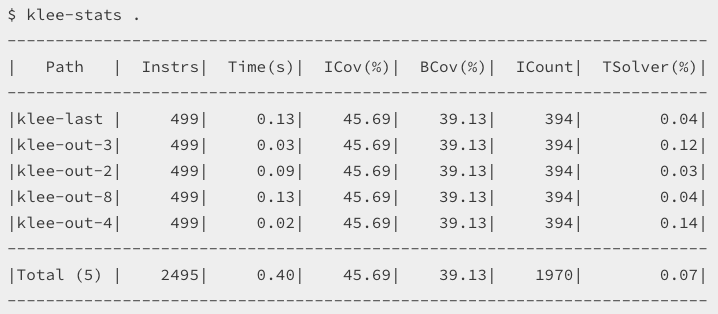 $ klee-stats .
------------------------------------------------------------------------
|   Path   |  Instrs|  Time(s)|  ICov(%)|  BCov(%)|  ICount|  TSolver(%)|
------------------------------------------------------------------------
|klee-last |     499|     0.13|    45.69|    39.13|     394|        0.04|
|klee-out-3|     499|     0.03|    45.69|    39.13|     394|        0.12|
|klee-out-2|     499|     0.09|    45.69|    39.13|     394|        0.03|
|klee-out-8|     499|     0.13|    45.69|    39.13|     394|        0.04|
|klee-out-4|     499|     0.02|    45.69|    39.13|     394|        0.14|
------------------------------------------------------------------------
|Total (5) |    2495|     0.40|    45.69|    39.13|    1970|        0.07|
------------------------------------------------------------------------